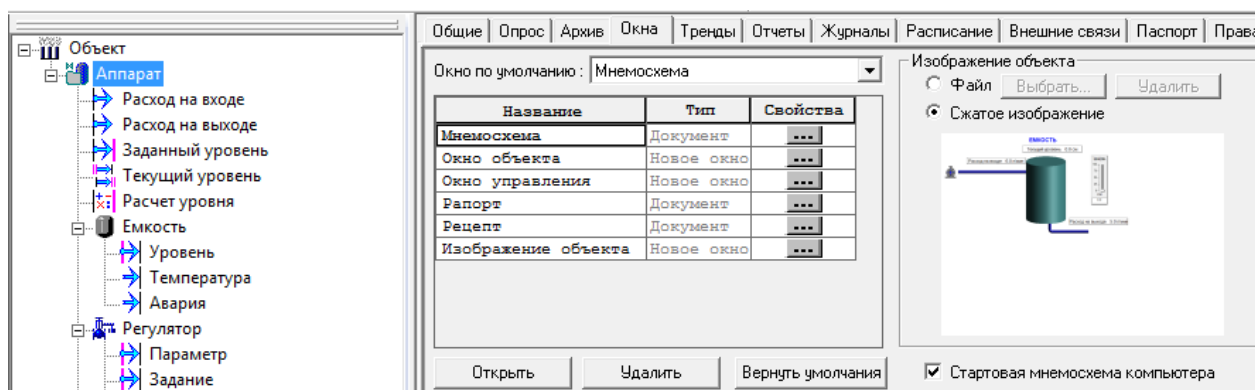 Объект
Аппарат
Расход на входе
Расход на выходе
Заданный уровень
Текущий уровень
Расчет уровня
Емкость
Уровень
Температура
Авария
Регулятор
Параметр
Задание
Общие Опрос Архив Окна Тренды Отчеты Журналы Расписание Внешние связи Паспорт Права
Окно по умолчанию : Мнемосхема
Название Тип Свойства
Мнемосхема Документ ...
Окно объекта Новое окно ...
Окно управления Новое окно ...
Рапорт Документ ...
Рецепт Документ ...
Изображение объекта Новое окно ...
Открыть Удалить Вернуть умолчания
Изображение объекта
Файл Выбрать... Удалить
Сжатое изображение
ЕМКОСТЬ
Стартовая мнемосхема компьютера